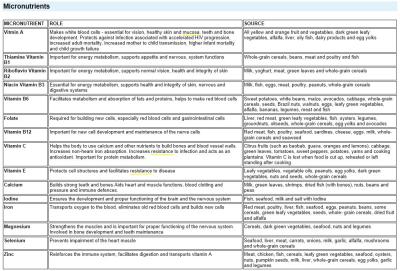 Micronutrients
MICRONUTRIENT ROLE SOURCE
Vitmin A Makes white blood cells - essential for vision, healthy skin and mucosa, teeth and bone development. Protects against infection associated with accelerated HIV progression, increased adult mortality, increased mother to child transmission, higher infant mortality and child growth failure All yellow and orange fruit and vegetables, dark green leafy vegetables, alfalfa, liver, oily fish, dairy products and egg yolks
Thiamine Vitamin B1 Important for energy metabolism, supports appetite and nervous, system functions Whole-grain cereals, beans, meat and poultry and fish
Riboflavin Vitamin B2 Important for energy metabolism, supports normal vision, health and integrity of skin Milk, yoghurt, meat, green leaves and whole-grain cereals
Niacin Vitamin B3 Essential for energy metabolism, supports health and integrity of skin, nervous and digestive systems Milk, fish, eggs, meat, poultry, peanuts, whole-grain cereals
Vitamin B6 Facilitates metabolism and absorption of fats and proteins, helps to make red blood cells Sweet potatoes, white beans, maize, avocados, cabbage, whole-grain cereals, seeds, Brazil nuts, walnuts, eggs, leafy green vegetables, alfalfa, bananas, legumes, meat and fish
Folate Required for building new cells, especially red blood cells and gastrointestinal cells Liver, red meat, green leafy vegetables, fish, oysters, legumes, groundnuts, oilseeds, whole-grain cereals, egg yolks and avocados
Vitamin B12 Important for new cell development and maintenance of the nerve cells Red meat, fish, poultry, seafood, sardines, cheese, eggs, milk, whole-grain cereals and seaweed
Vitamin C Helps the body to use calcium and other nutrients to build bones and blood vessel walls. Increases non-heam iron absorption. Increases resistance to infection and acts as an antioxidant. Important for protein metabolism. Citrus fruits (such as baobab, guava, oranges and lemons), cabbage, green leaves, tomatoes, sweet peppers, potatoes, yams and cooking plantains. Vitamin C is lost when food is cut up, reheated or left standing after cooking
Vitamin E Protects cell structures and facilitates resistance to disease Leafy vegetables, vegetable oils, peanuts, egg yolks, dark green vegetables, nuts and seeds, whole-grain cereals
Calcium Builds strong teeth and bones Aids heart and muscle functions, blood clotting and pressure and immune defences. Milk, green leaves, shrimps, dried fish (with bones), nuts, beans and peas
Iodine Ensures the development and proper functioning of the brain and the nervous system Fish, seafood, milk and salt with iodine
Iron Transports oxygen to the blood, eliminates old red blood cells and builds new cells Red meat, poultry, liver, fish, seafood, eggs, peanuts, beans, some cereals, green leafy vegetables, seeds, whole-grain cereals, dried fruit and alfalfa
Magnesium Strengthens the muscles and is important for proper functioning of the nervous system. Involved in bone development and teeth maintenance Cereals, dark green vegetables, seafood, nuts and legumes
Selenium Prevents impairment of the heart muscle Seafood, liver, meat, carrots, onions, milk, garlic, alfalfa, mushrooms and whole-grain cereals
Zinc Reinforces the immune system, facilitates digestion and transports vitamin A Meat, chicken, fish, cereals, leafy green, vegetables, seafood, oysters, nuts, pumpkin seeds, milk, liver, whole-grain cereals, egg yolks, garlic and legumes